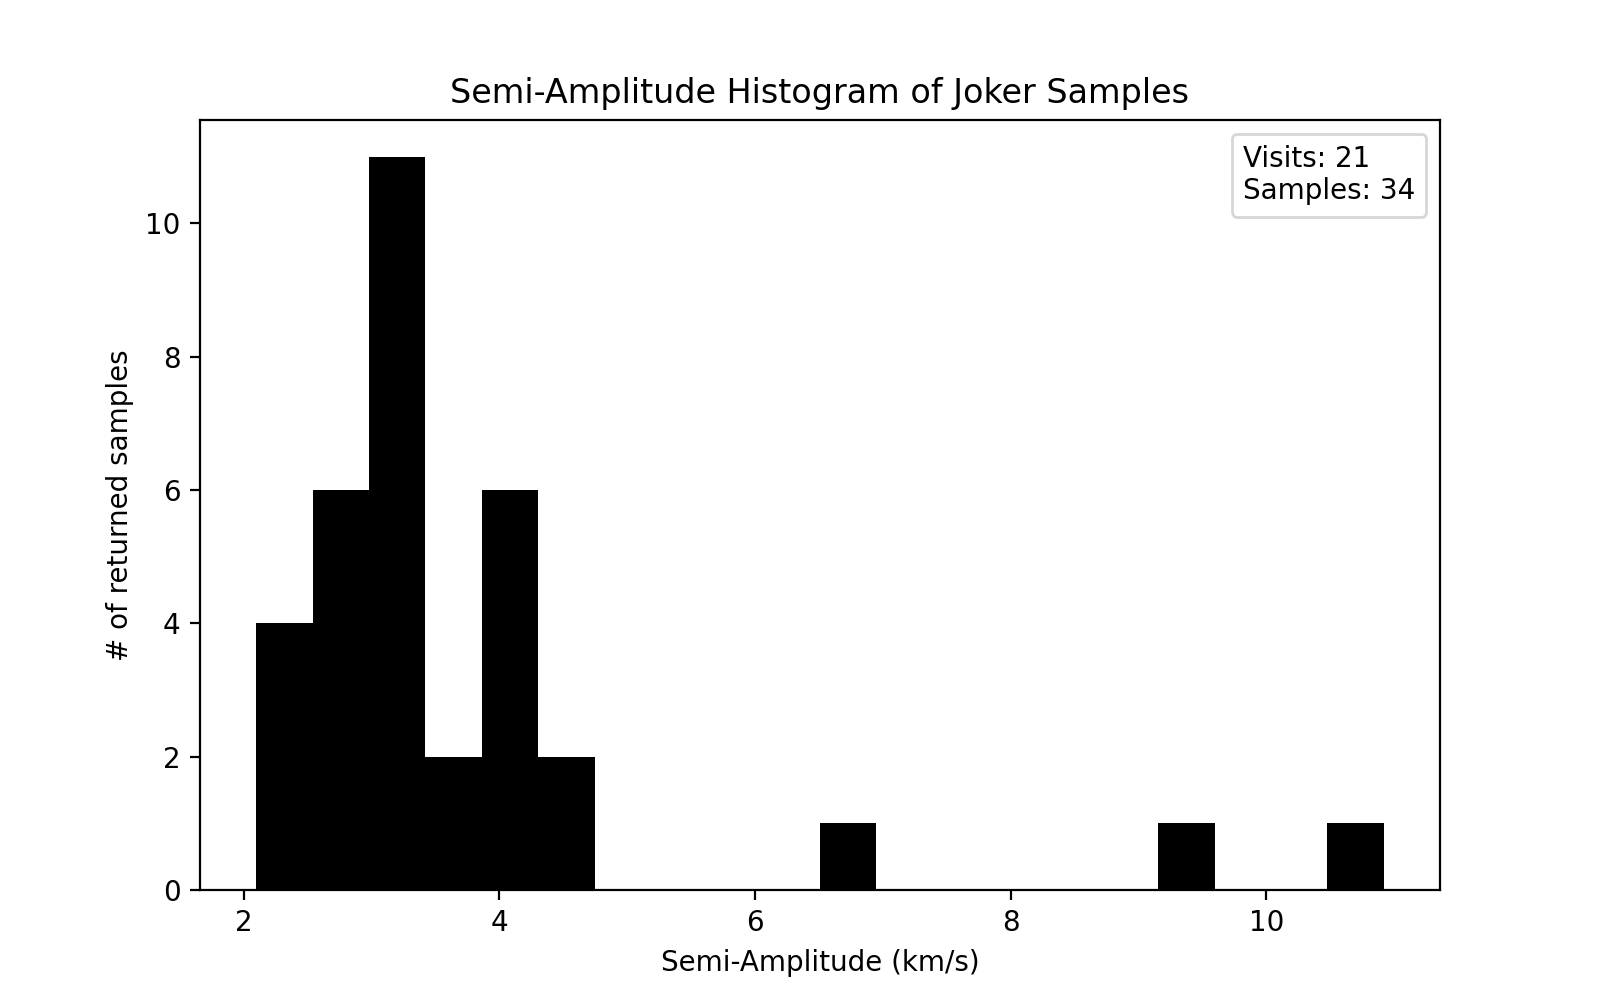 Semi-Amplitude Histogram of Joker Samples
Visits: 21
Samples: 34
10
8
6
4
2
0
# of returned samples
2 4 6 8 10
Semi-Amplitude (km/s)